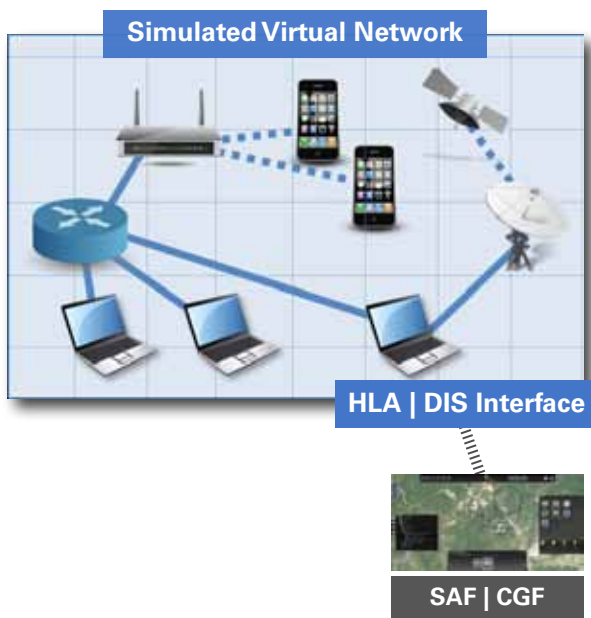 Simulated Virtual Network
HLA | DIS Interface
SAF | CGF